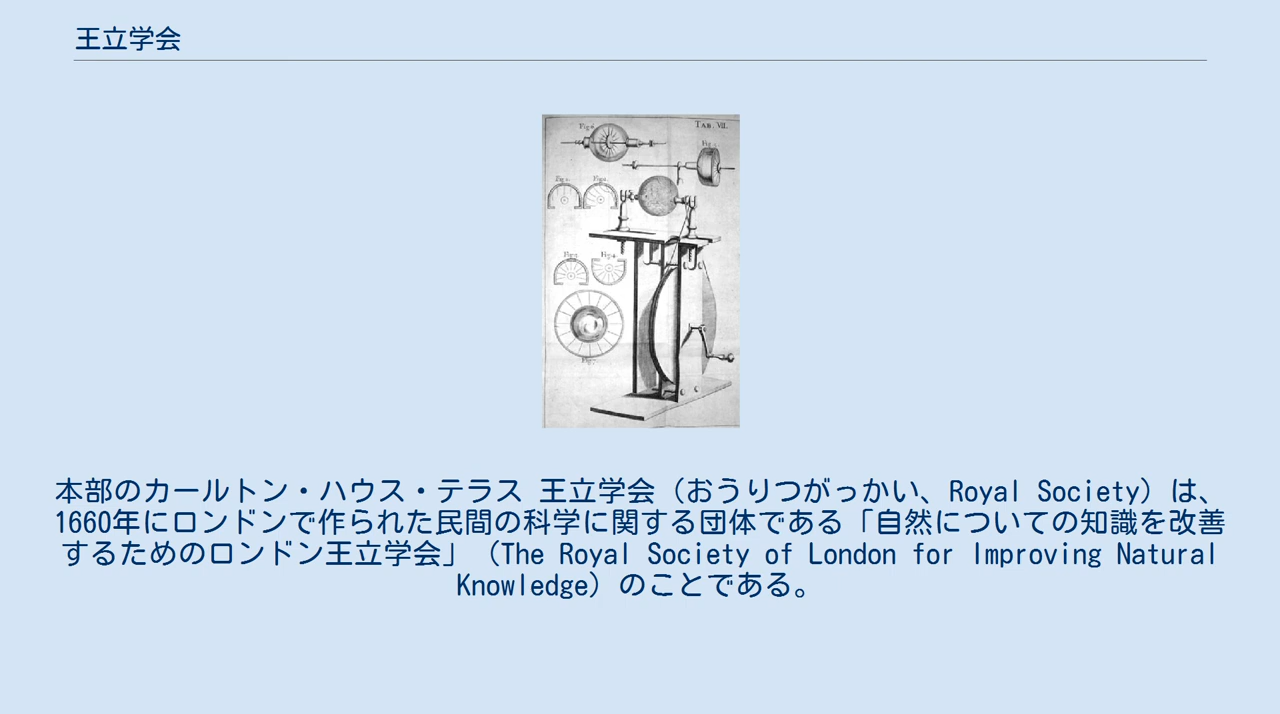 王立学会
TAB. VII.
本部のカールトン・ハウス・テラス 王立学会（おうりつがっかい、Royal Society）は、
1660年にロンドンで作られた民間の科学に関する団体である「自然についての知識を改善
するためのロンドン王立学会」（The Royal Society of London for Improving Natural
Knowledge）のことである。